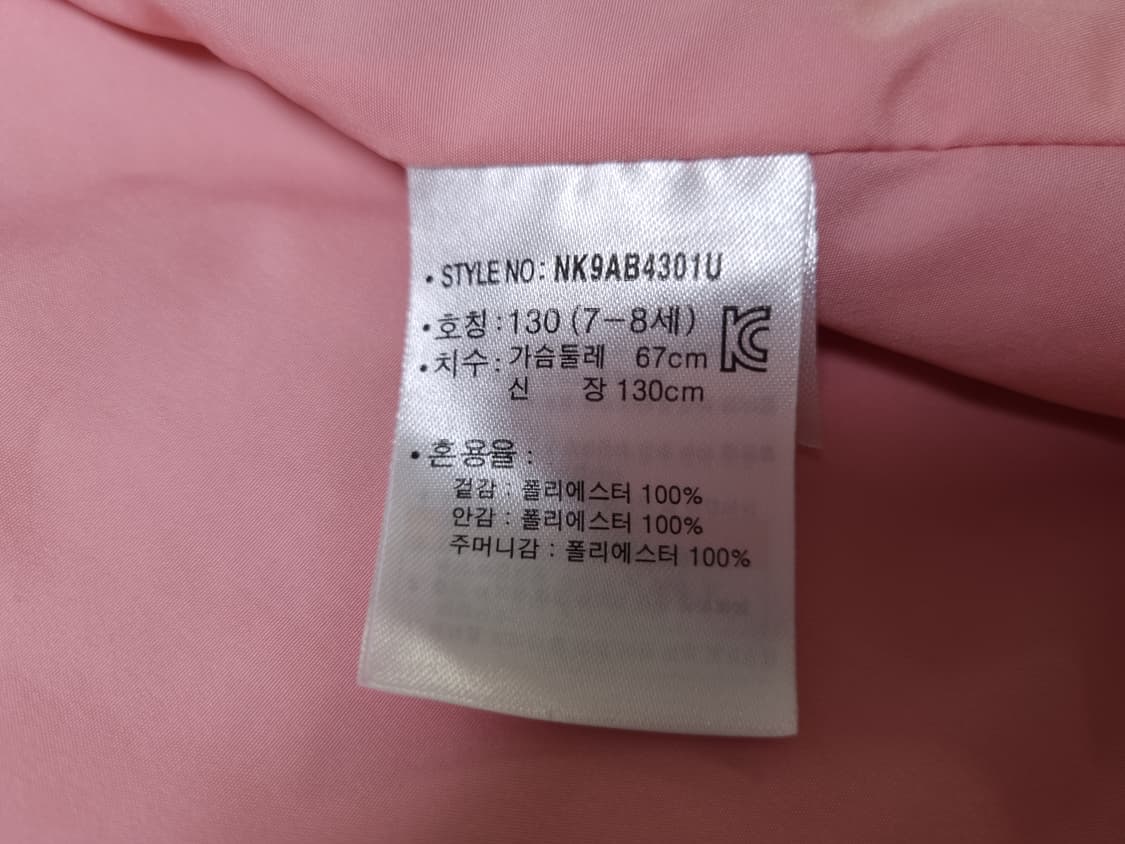 • STYLE NO: NK9AB4301U
• 호칭 : 130 (7-8세)
• 치수 : 가슴둘레 67cm
신 장 130cm
KC
• 혼용율 :
겉감 : 폴리에스터 100%
안감 : 폴리에스터 100%
주머니감 : 폴리에스터 100%